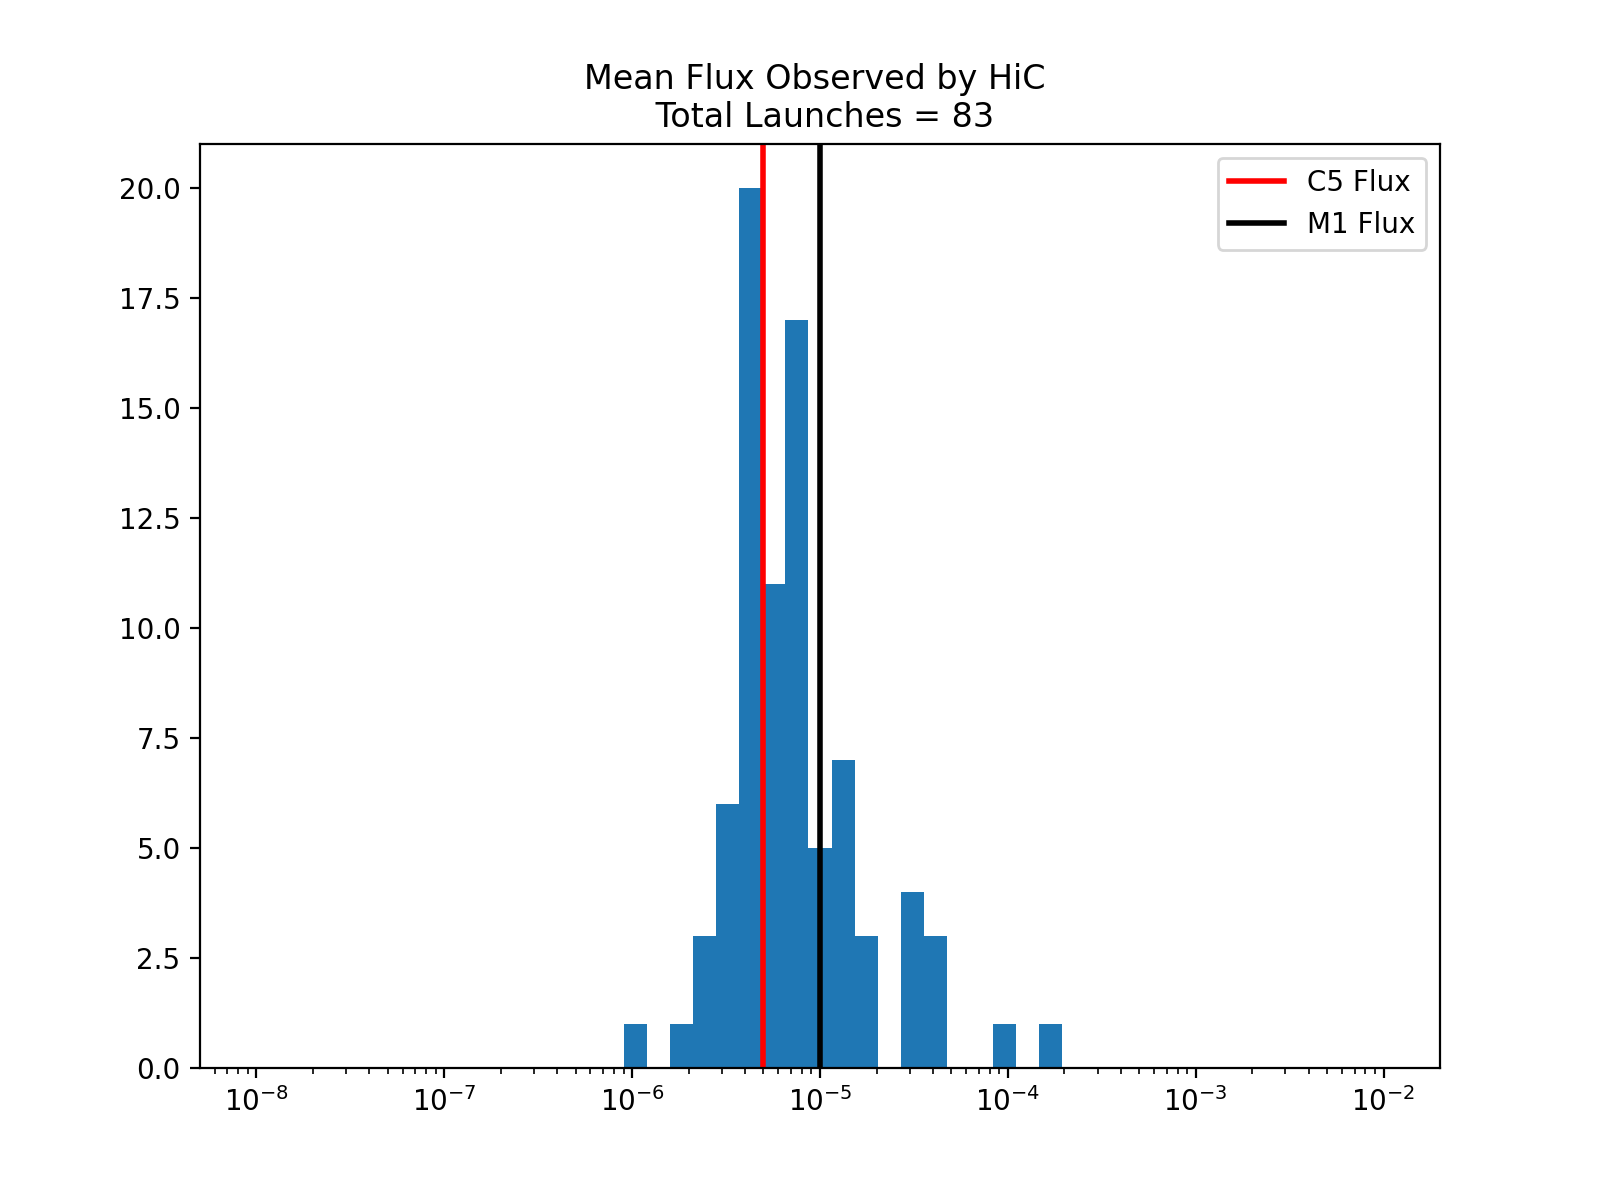 Mean Flux Observed by HiC
Total Launches = 83
C5 Flux
M1 Flux
20.0
17.5
15.0
12.5
10.0
7.5
5.0
2.5
0.0
10⁻⁸ 10⁻⁷ 10⁻⁶ 10⁻⁵ 10⁻⁴ 10⁻³ 10⁻²